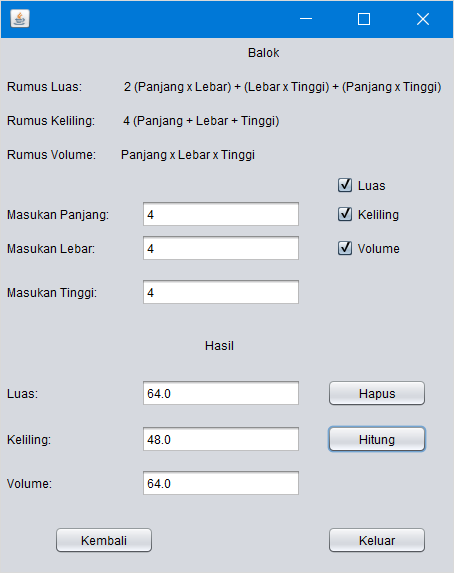 Balok
Rumus Luas: 2 (Panjang x Lebar) + (Lebar x Tinggi) + (Panjang x Tinggi)
Rumus Keliling: 4 (Panjang + Lebar + Tinggi)
Rumus Volume: Panjang x Lebar x Tinggi
Luas
Masukan Panjang: 4 Keliling
Masukan Lebar: 4 Volume
Masukan Tinggi: 4
Hasil
Luas: 64.0 Hapus
Keliling: 48.0 Hitung
Volume: 64.0
Kembali Keluar